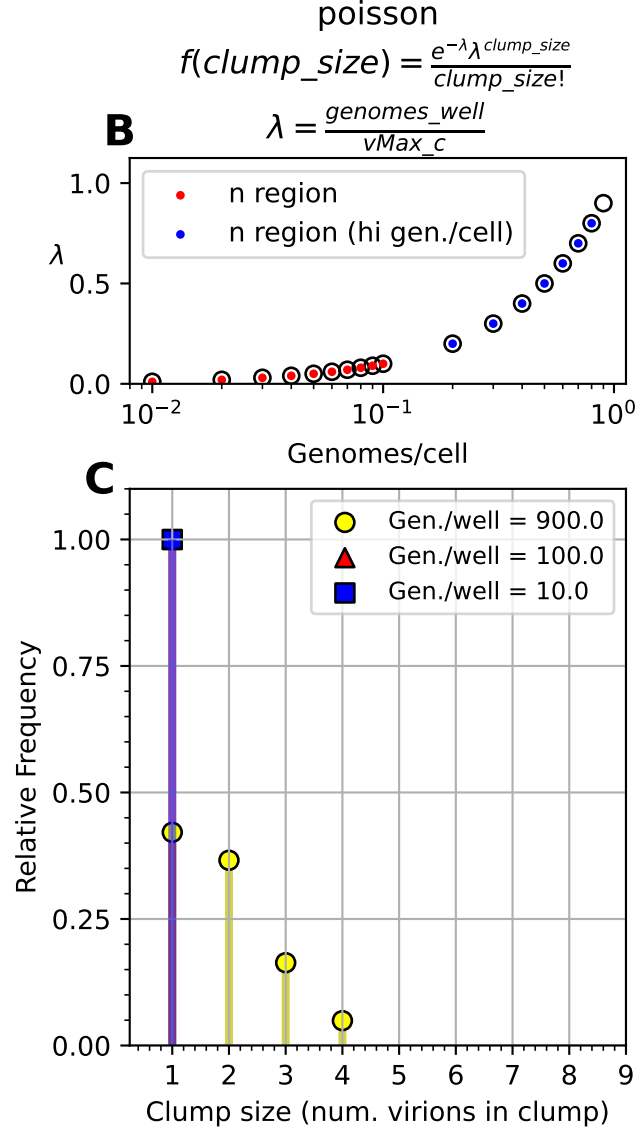 poisson
f(clump_size) = e^{-λ}λ^{clump_size} / clump_size!
B
λ = genomes_well / vMax_c
n region
n region (hi gen./cell)
λ
1.0
0.5
0.0
10^{-2} 10^{-1} 10^{0}
Genomes/cell
C
Gen./well = 900.0
Gen./well = 100.0
Gen./well = 10.0
Relative Frequency
1.00
0.75
0.50
0.25
0.00
1 2 3 4 5 6 7 8 9
Clump size (num. virions in clump)